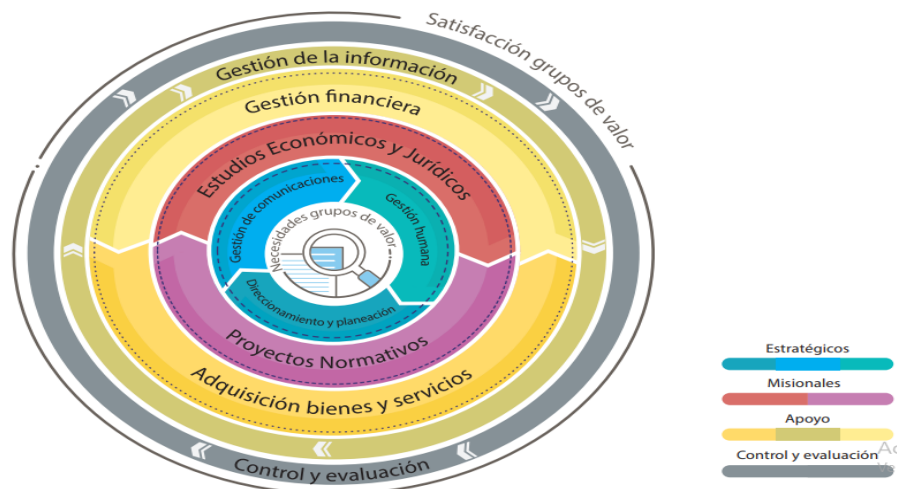 Satisfacción grupos de valor
Gestión de la información
Gestión financiera
Estudios Económicos y Jurídicos
Gestión de comunicaciones
Gestión humana
Necesidades grupos de valor
Direccionamiento y planeación
Proyectos Normativos
Adquisición bienes y servicios
Control y evaluación
Estratégicos
Misionales
Apoyo
Control y evaluación